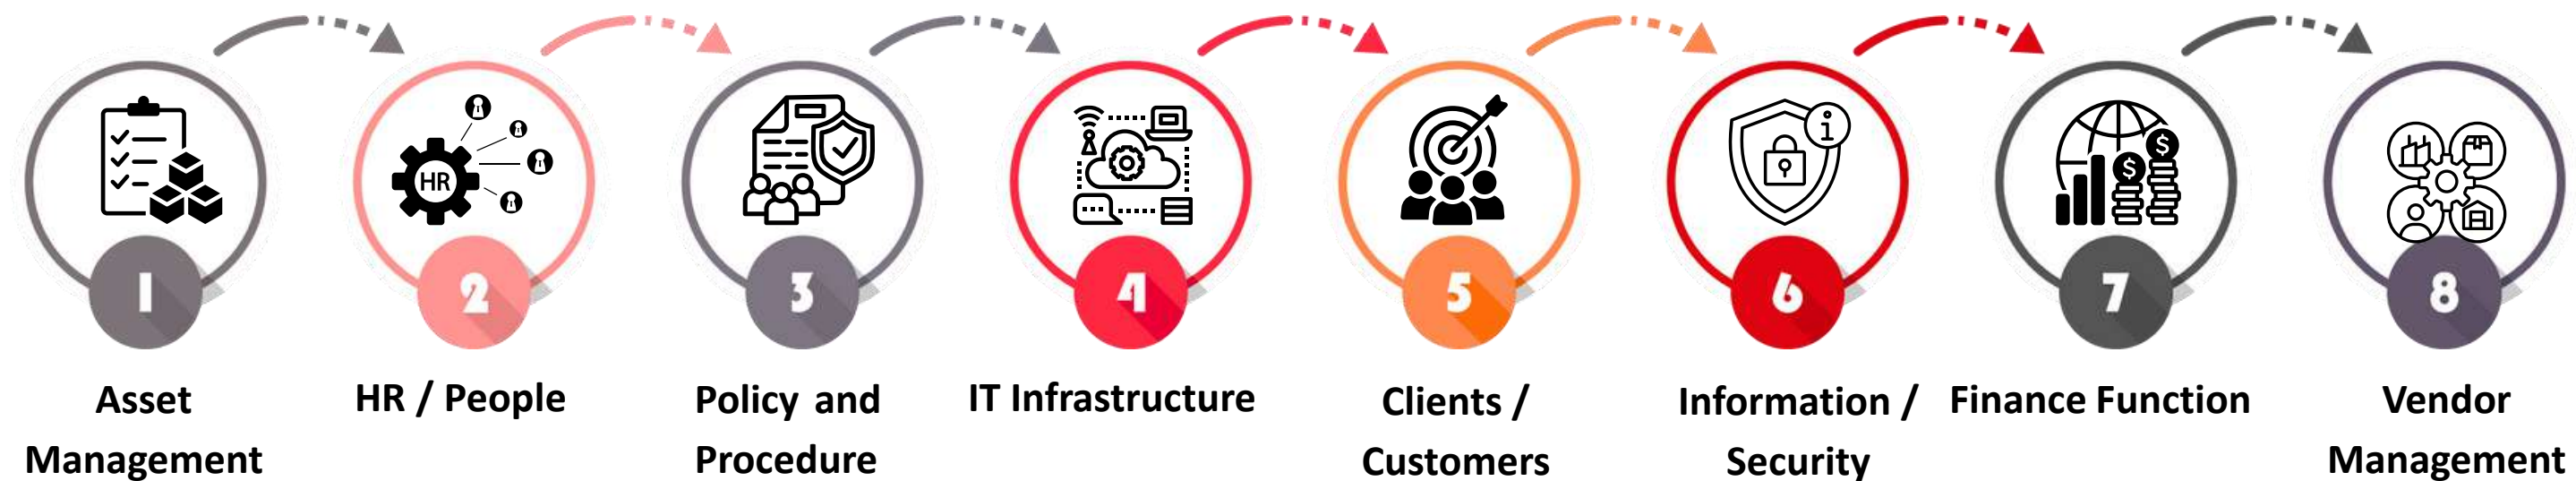 HR
i
$
$
1
2
3
4
5
6
7
8
Asset
Management
HR / People
Policy and
Procedure
IT Infrastructure
Clients /
Customers
Information /
Security
Finance Function
Vendor
Management